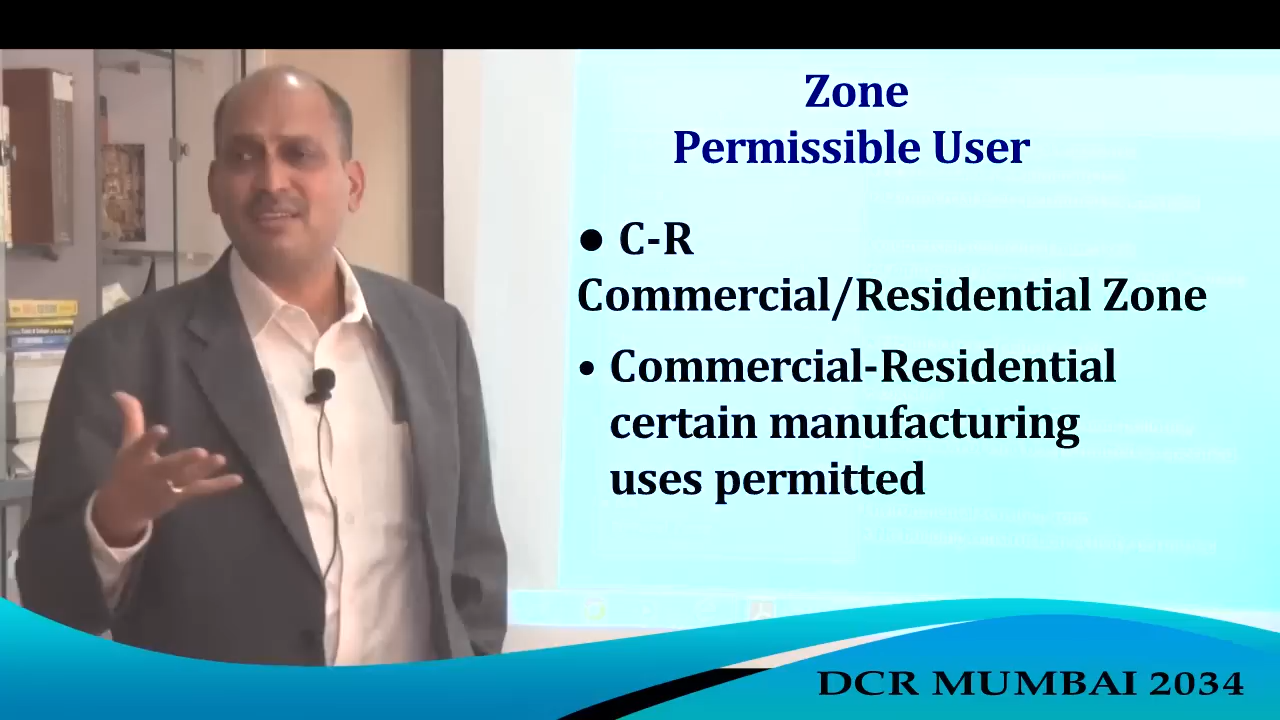 Zone
Permissible User
● C-R
Commercial/Residential Zone
• Commercial-Residential
certain manufacturing
uses permitted
DCR MUMBAI 2034